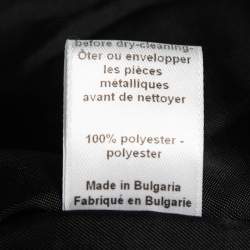 before dry-cleaning-
Ôter ou envelopper
les pièces
métalliques
avant de nettoyer
100% polyester -
polyester
Made in Bulgaria
Fabriqué en Bulgarie